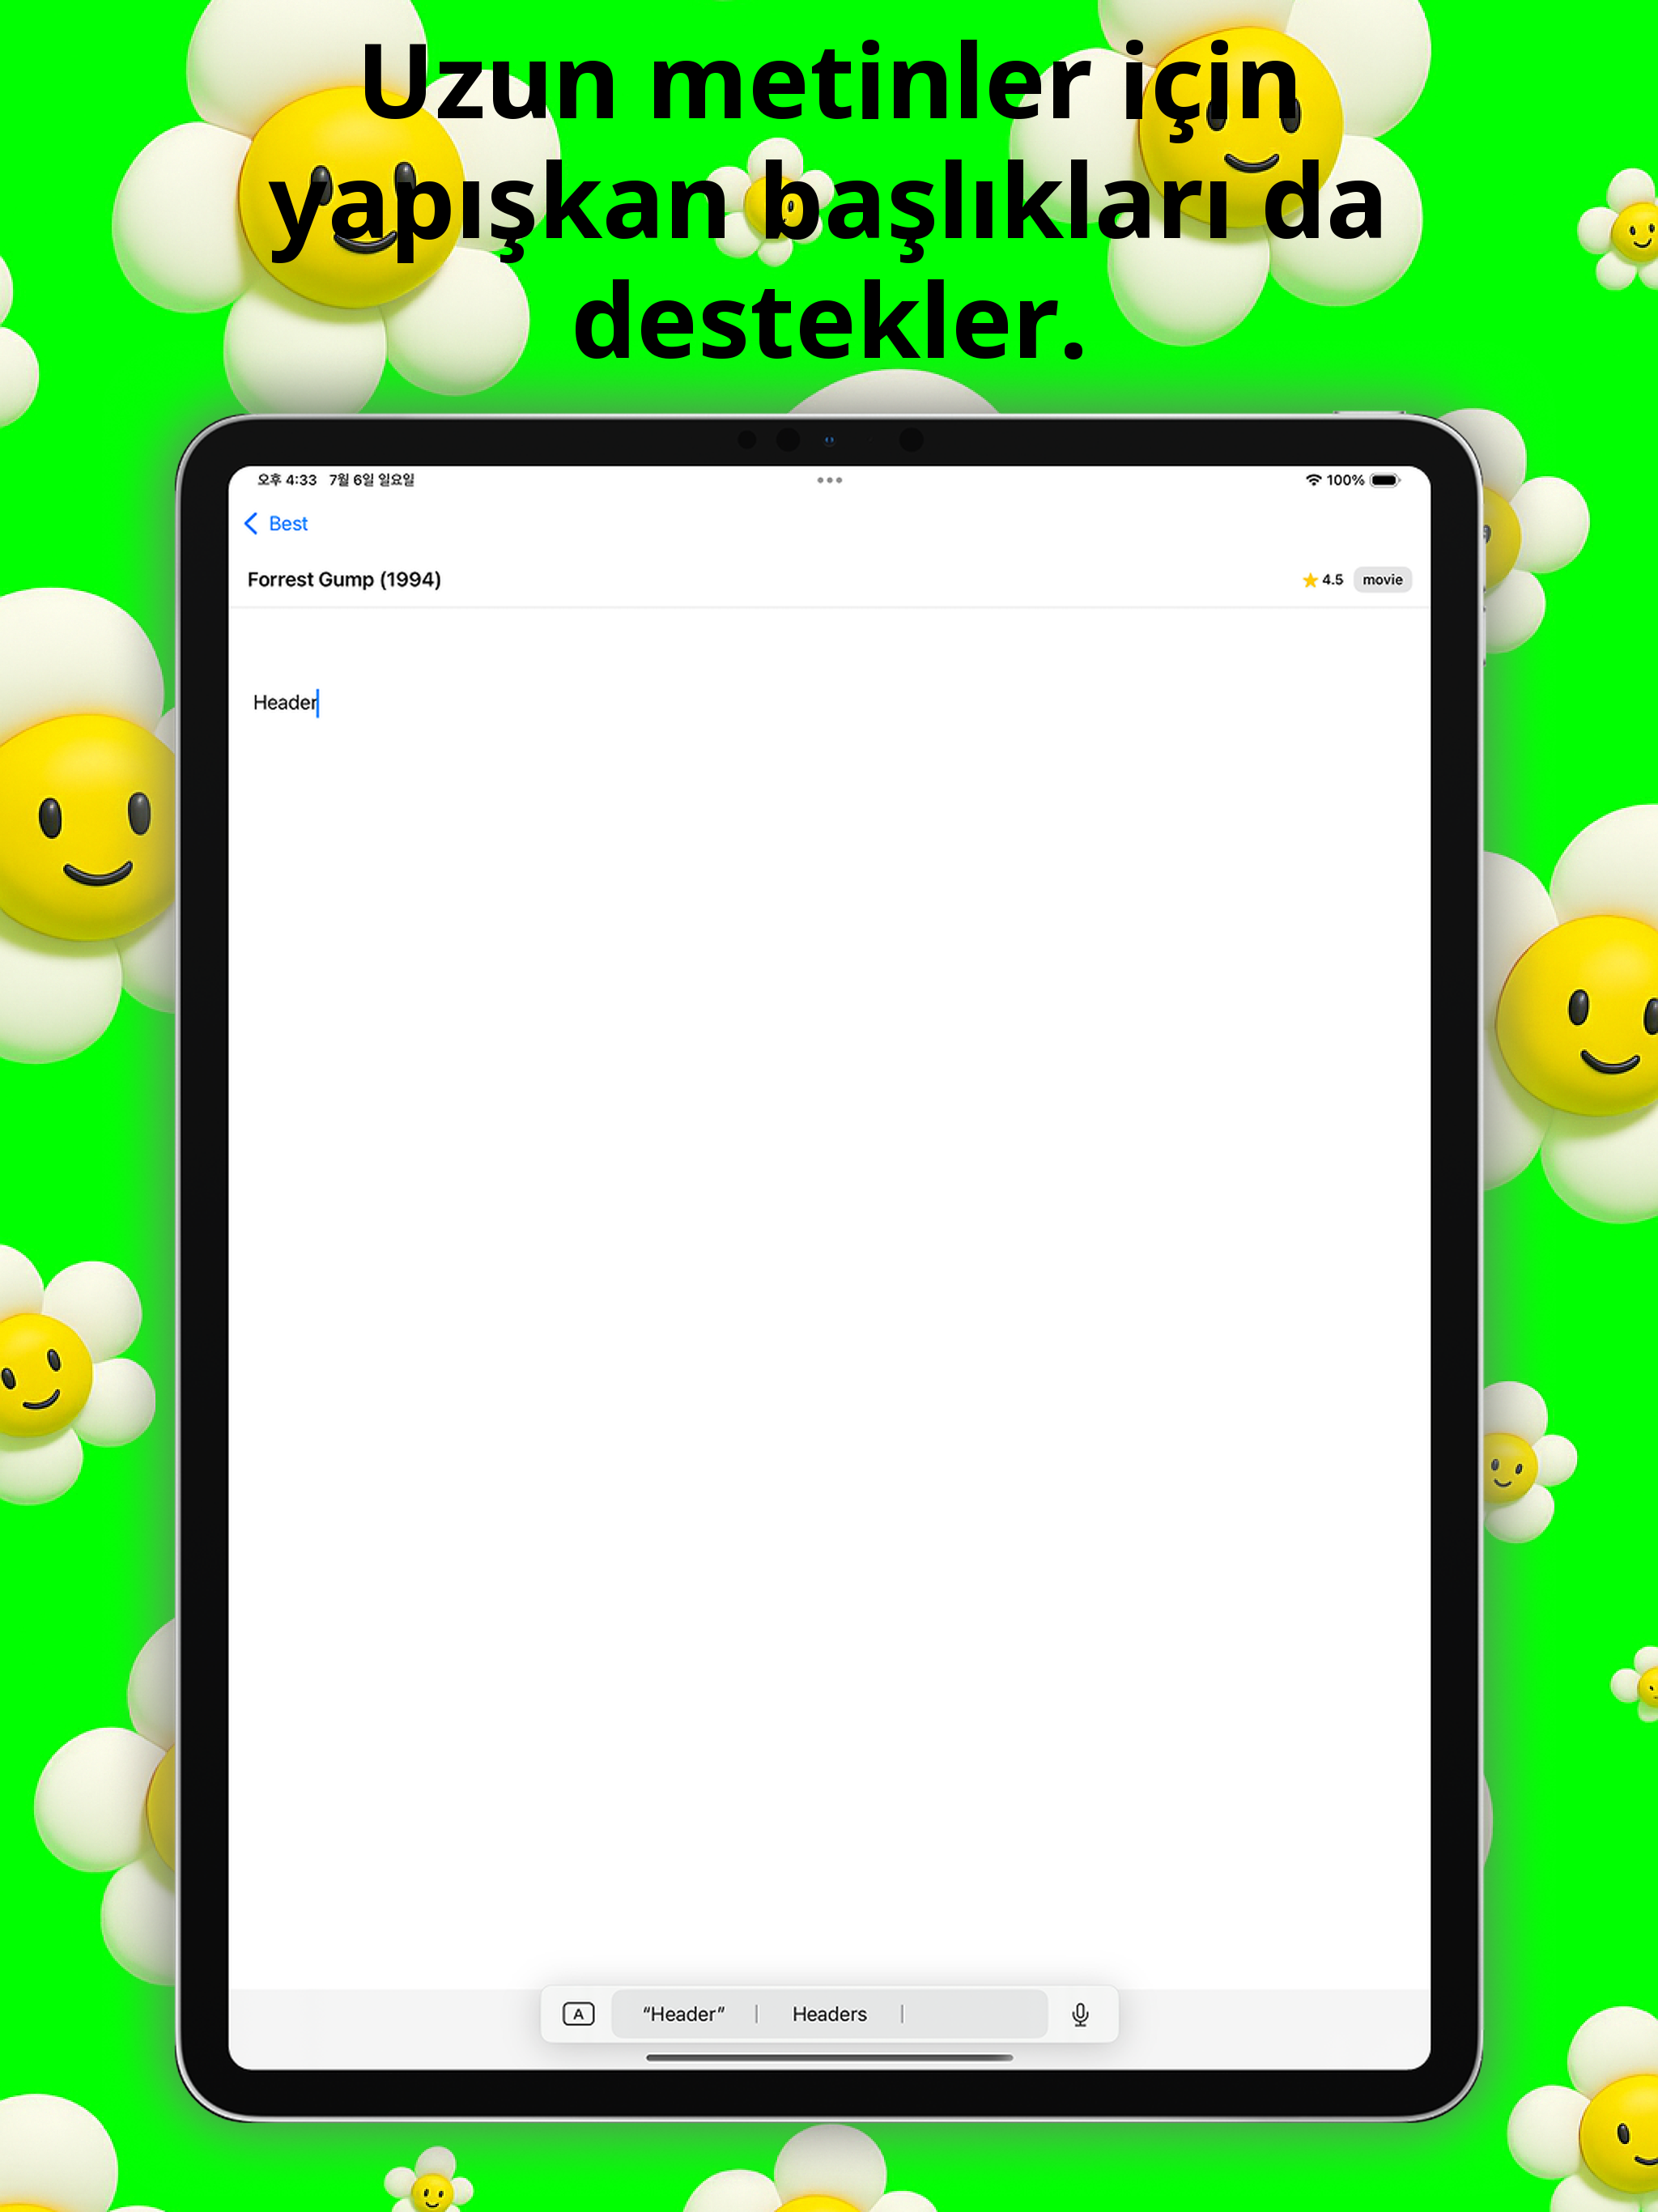 Uzun metinler için
yapışkan başlıkları da
destekler.
오후 4:33 7월 6일 일요일
100%
Best
Forrest Gump (1994)
4.5 movie
Header
A “Header” Headers